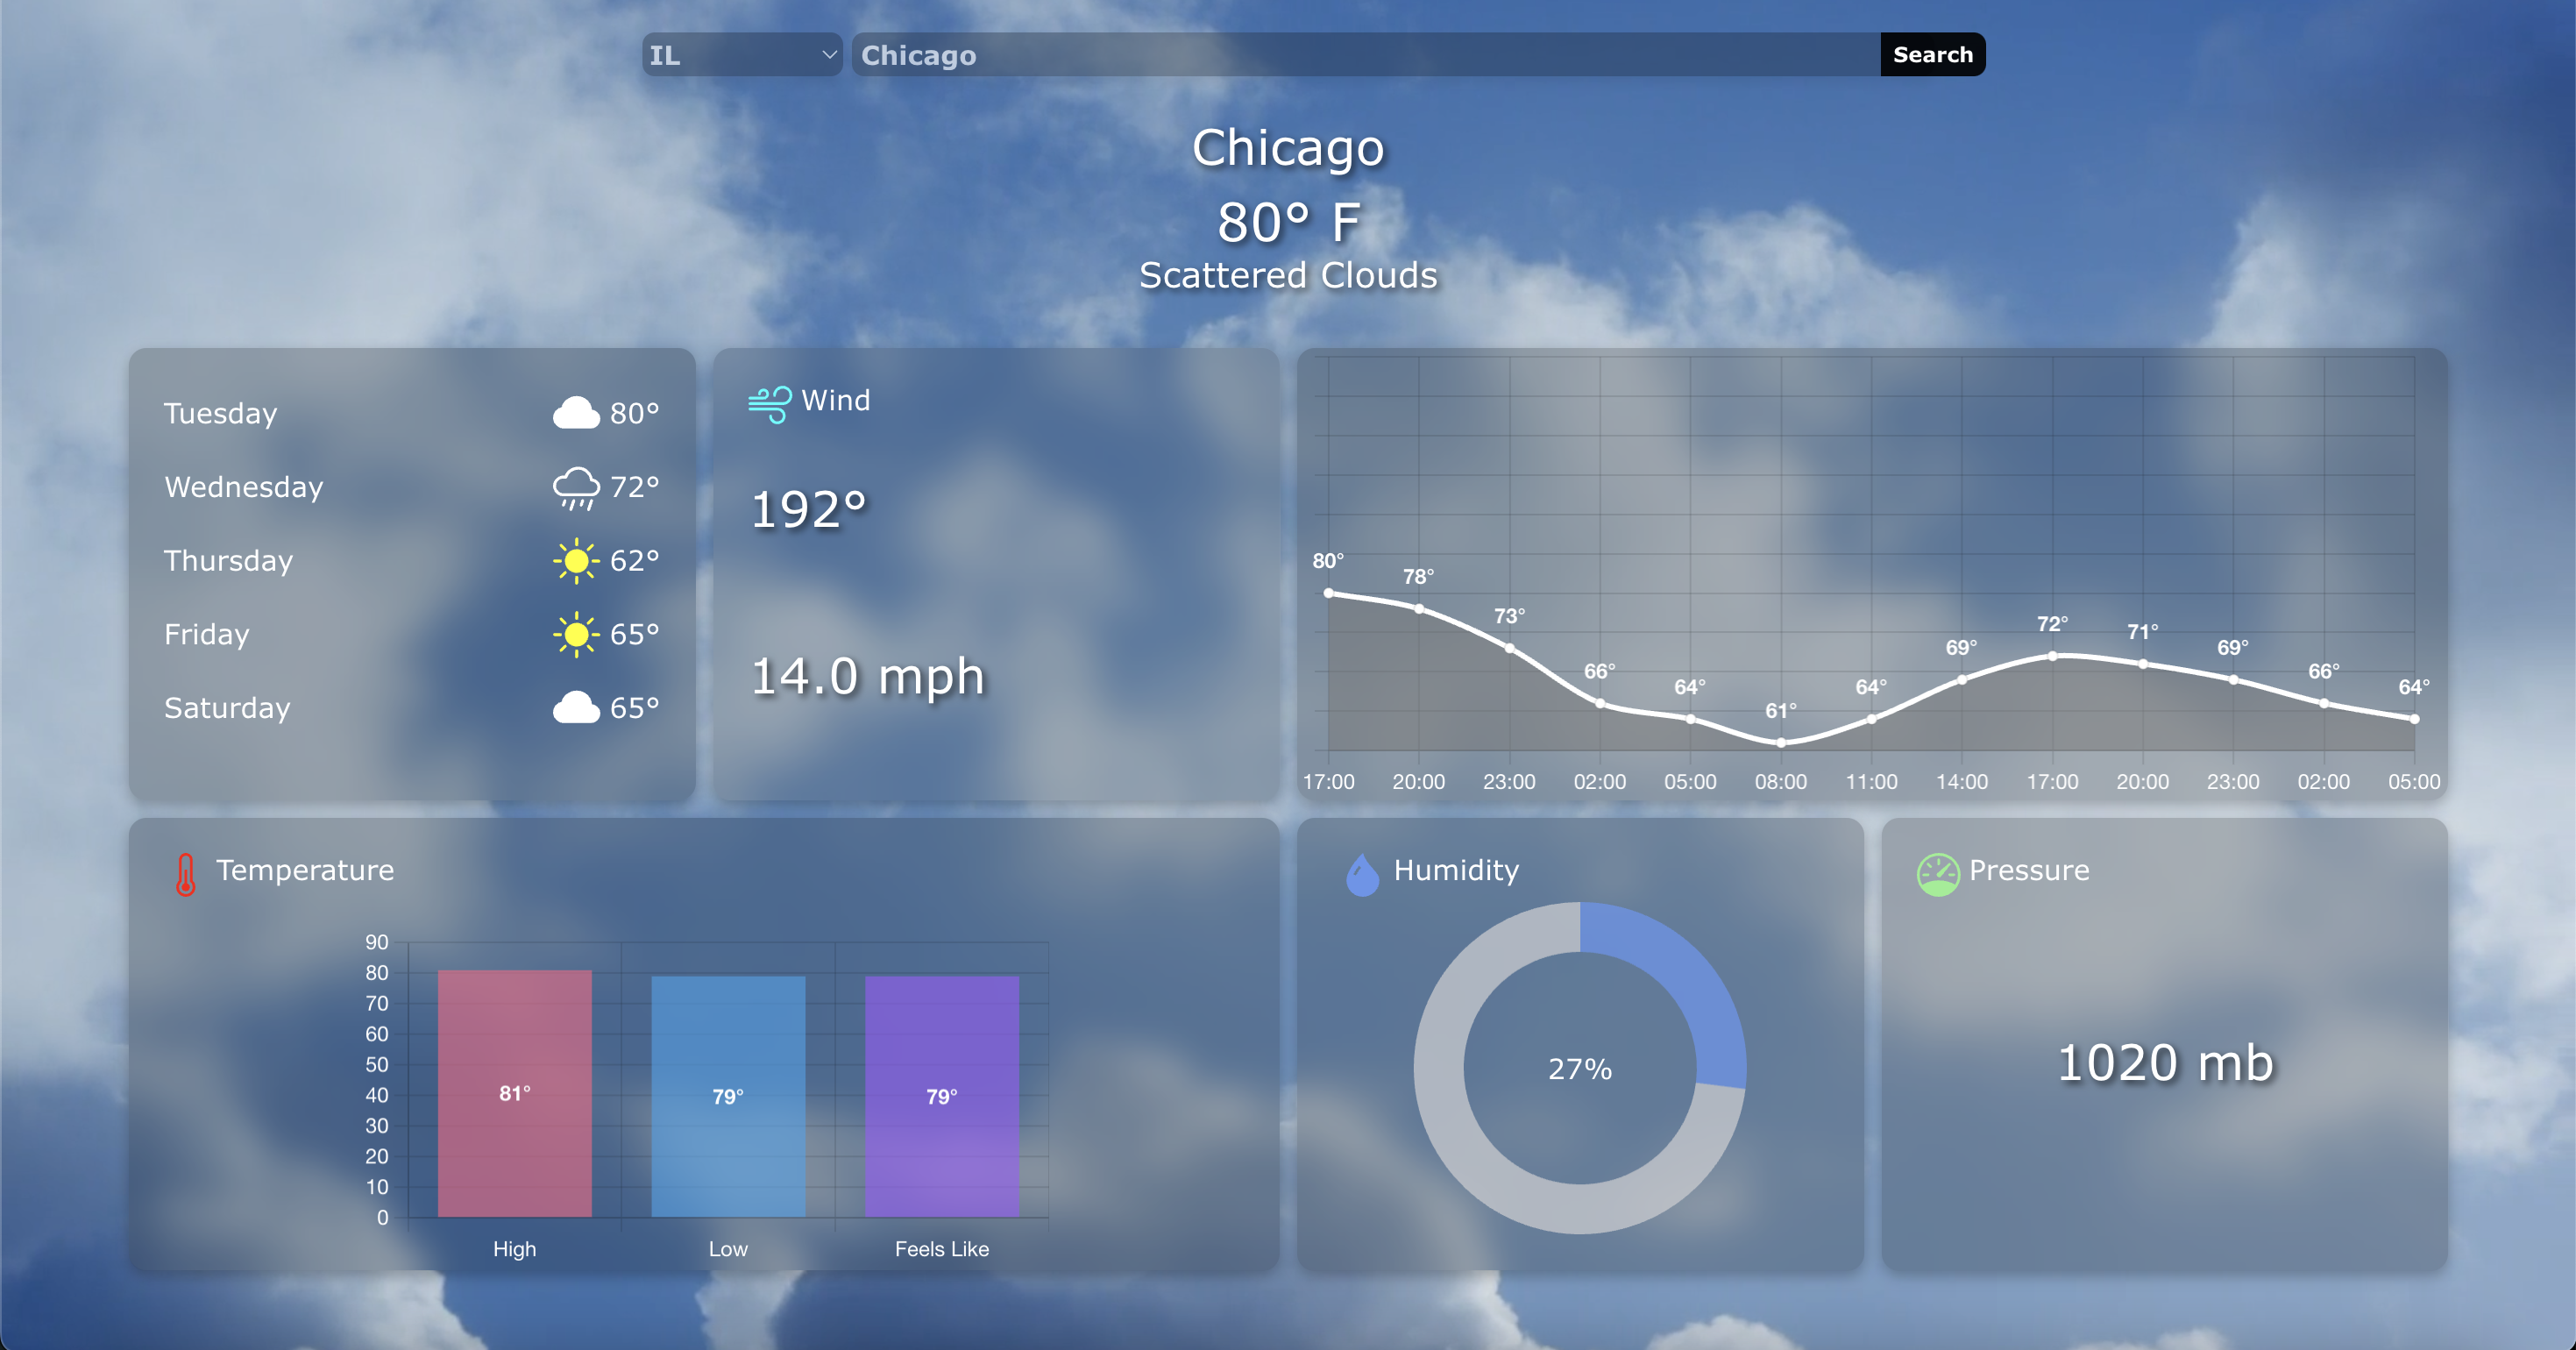 IL
Chicago
Search
Chicago
80° F
Scattered Clouds
Tuesday 80°
Wednesday 72°
Thursday 62°
Friday 65°
Saturday 65°
Wind
192°
14.0 mph
80° 78° 73° 66° 64° 61° 64° 69° 72° 71° 69° 66° 64°
17:00 20:00 23:00 02:00 05:00 08:00 11:00 14:00 17:00 20:00 23:00 02:00 05:00
Temperature
90
80
70
60
50
40
30
20
10
0
81° 79° 79°
High Low Feels Like
Humidity
27%
Pressure
1020 mb